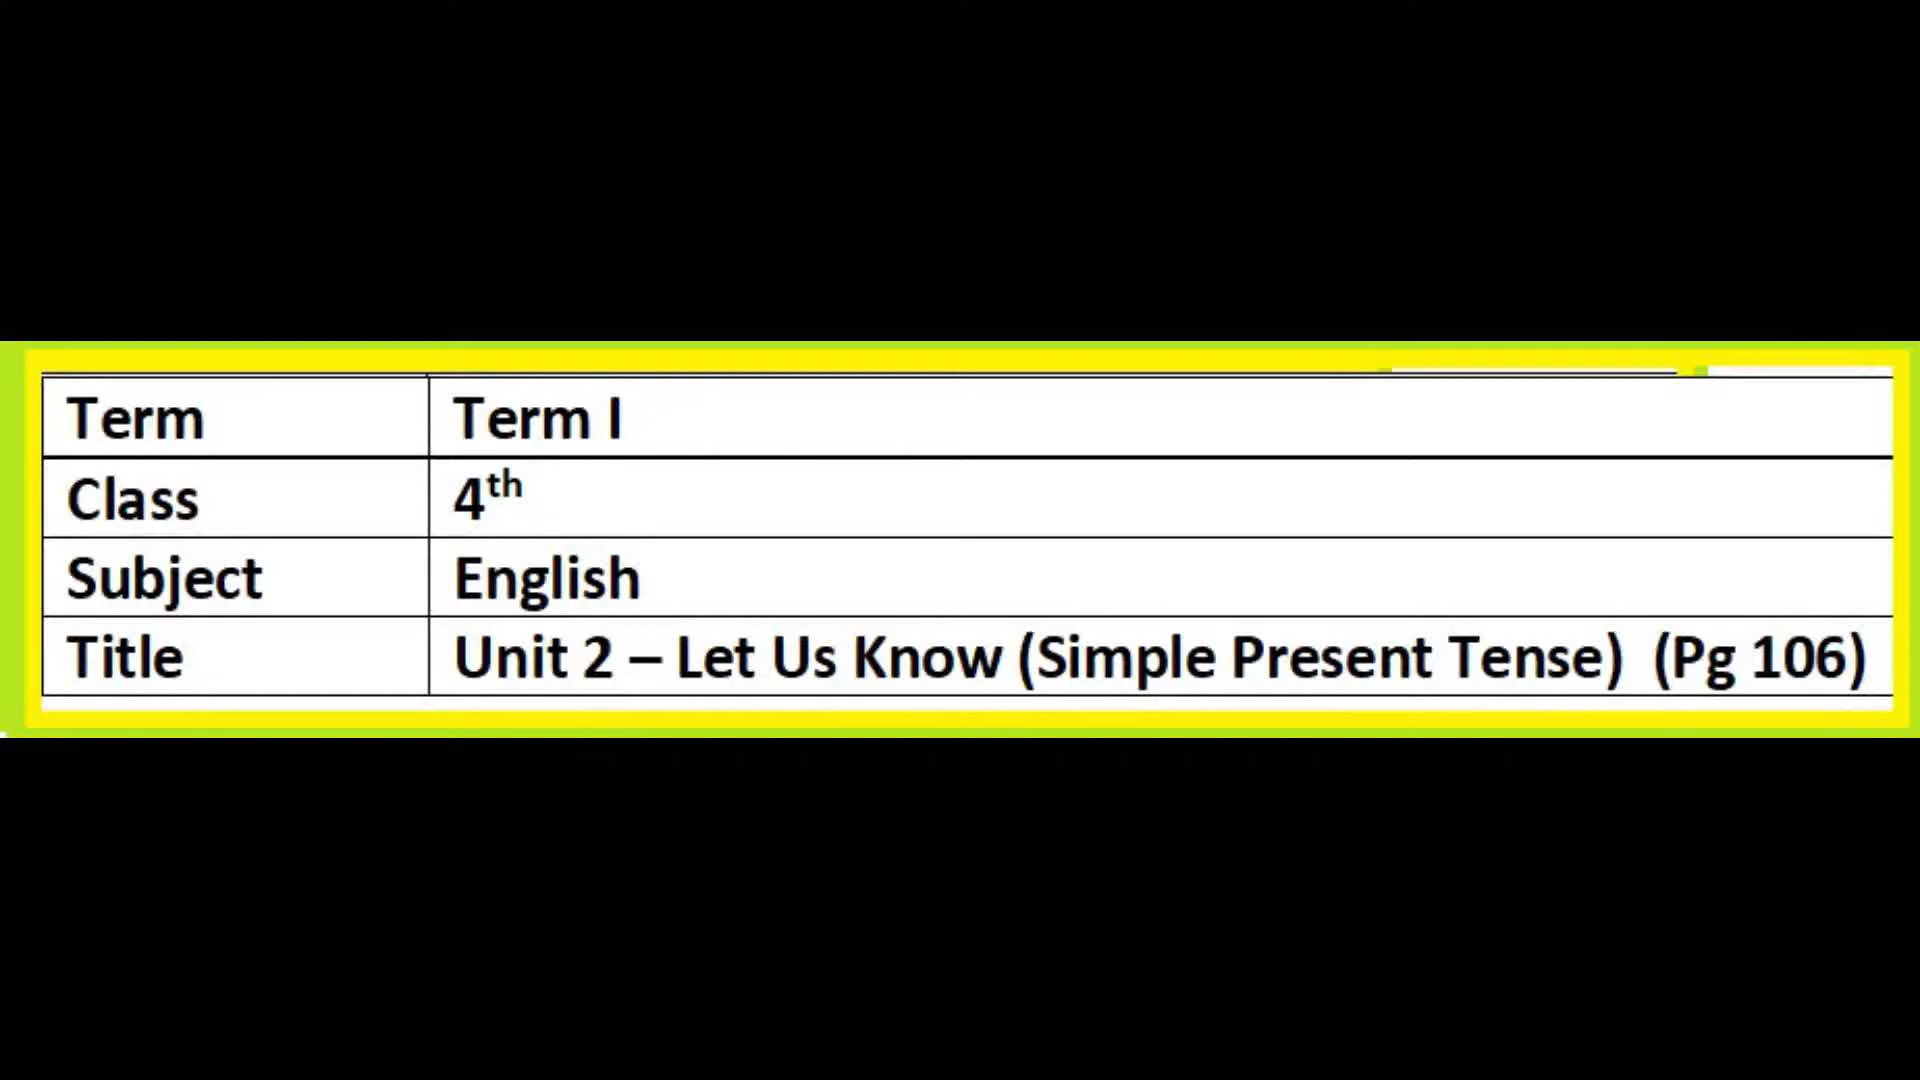 Term Term I
Class 4th
Subject English
Title Unit 2 – Let Us Know (Simple Present Tense) (Pg 106)